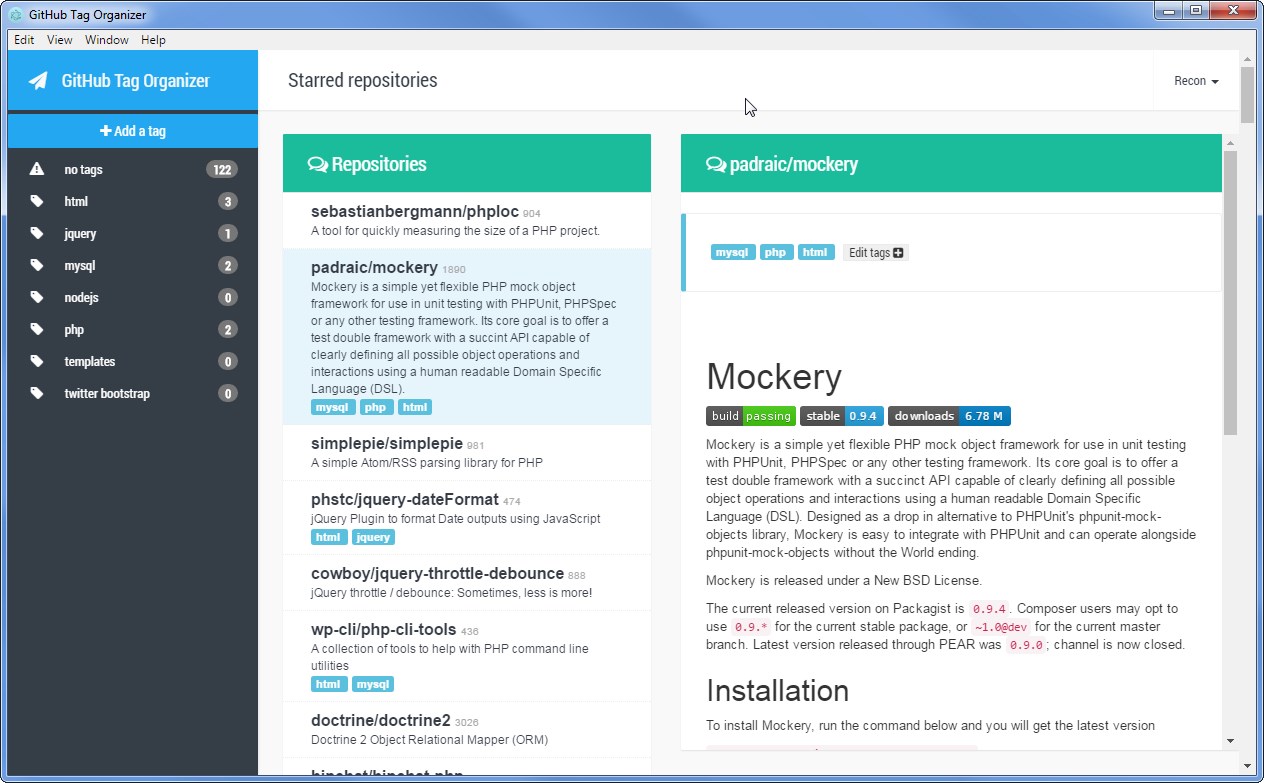 GitHub Tag Organizer
Edit View Window Help
GitHub Tag Organizer
Starred repositories
Recon
Add a tag
no tags 122
html 3
jquery 1
mysql 2
nodejs 0
php 2
templates 0
twitter bootstrap 0
Repositories
sebastianbergmann/phploc 904
A tool for quickly measuring the size of a PHP project.
padraic/mockery 1890
Mockery is a simple yet flexible PHP mock object
framework for use in unit testing with PHPUnit, PHPSpec
or any other testing framework. Its core goal is to offer a
test double framework with a succint API capable of
clearly defining all possible object operations and
interactions using a human readable Domain Specific
Language (DSL).
mysql php html
simplepie/simplepie 981
A simple Atom/RSS parsing library for PHP
phstc/jquery-dateFormat 474
jQuery Plugin to format Date outputs using JavaScript
html jquery
cowboy/jquery-throttle-debounce 888
jQuery throttle / debounce: Sometimes, less is more!
wp-cli/php-cli-tools 436
A collection of tools to help with PHP command line
utilities
html mysql
doctrine/doctrine2 3026
Doctrine 2 Object Relational Mapper (ORM)
hipchat/hipchat-php
padraic/mockery
mysql php html Edit tags
Mockery
build passing stable 0.9.4 downloads 6.78 M
Mockery is a simple yet flexible PHP mock object framework for use in unit testing
with PHPUnit, PHPSpec or any other testing framework. Its core goal is to offer a
test double framework with a succinct API capable of clearly defining all possible
object operations and interactions using a human readable Domain Specific
Language (DSL). Designed as a drop in alternative to PHPUnit's phpunit-mock-
objects library, Mockery is easy to integrate with PHPUnit and can operate alongside
phpunit-mock-objects without the World ending.
Mockery is released under a New BSD License.
The current released version on Packagist is 0.9.4. Composer users may opt to
use 0.9.* for the current stable package, or ~1.0@dev for the current master
branch. Latest version released through PEAR was 0.9.0; channel is now closed.
Installation
To install Mockery, run the command below and you will get the latest version